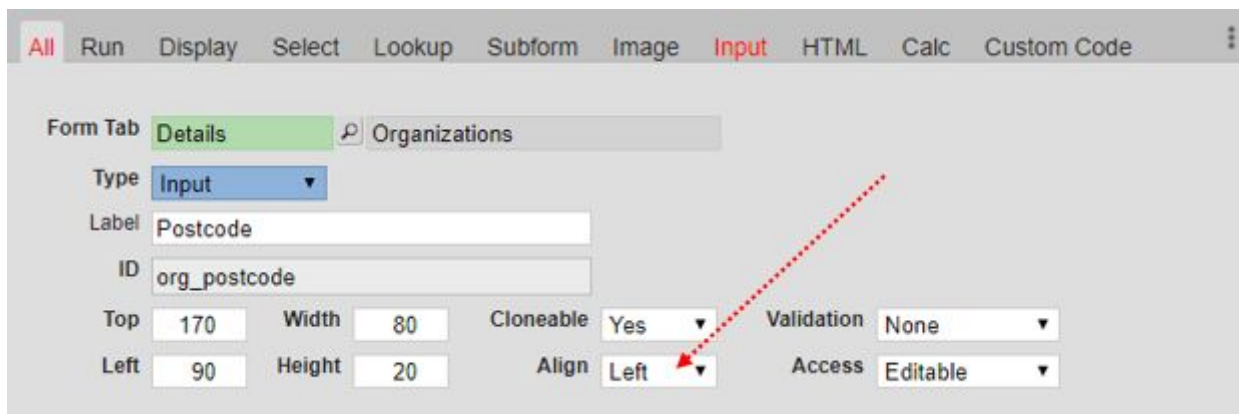 All Run Display Select Lookup Subform Image Input HTML Calc Custom Code
Form Tab Details Organizations
Type Input
Label Postcode
ID org_postcode
Top 170 Width 80 Cloneable Yes Validation None
Left 90 Height 20 Align Left Access Editable